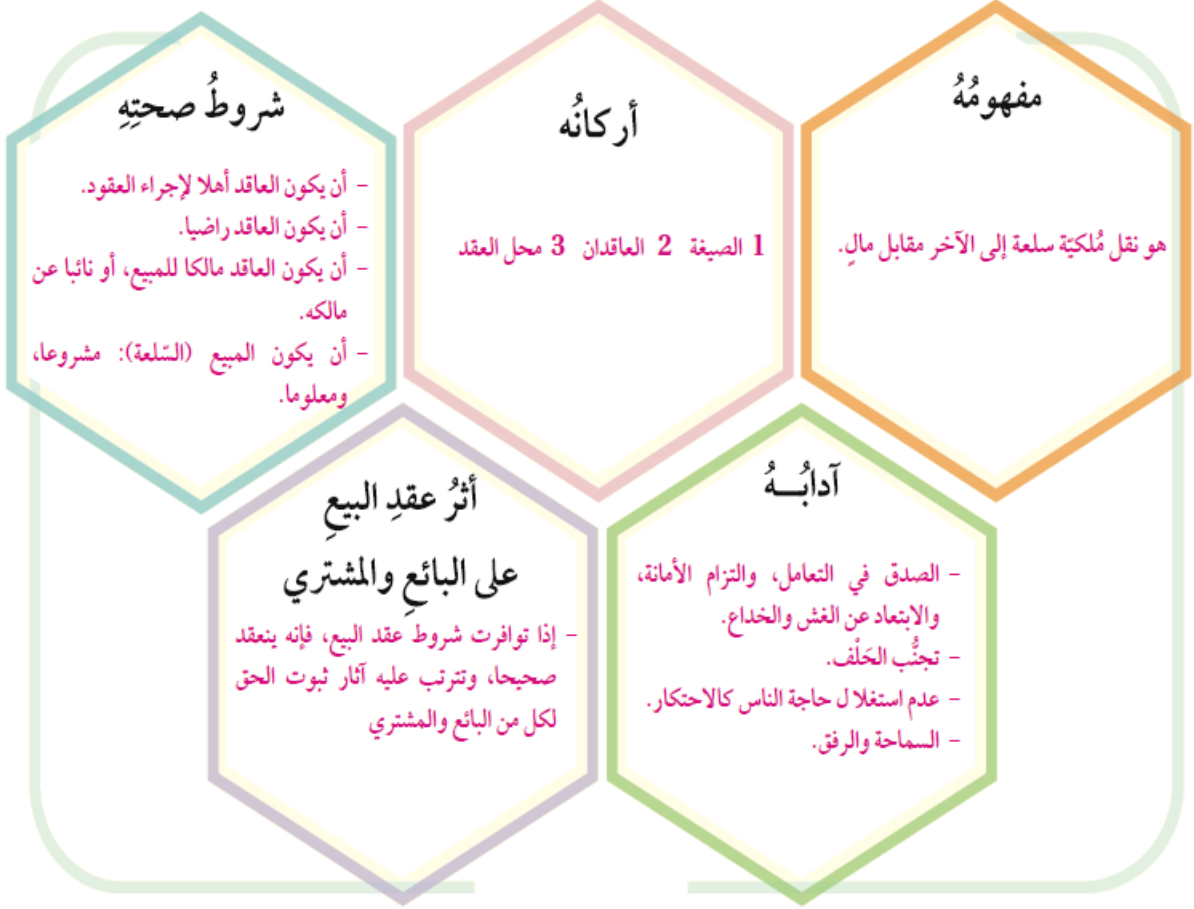 مفهومُهُ
هو نقل مُلكيّة سلعة إلى الآخر مقابل مالٍ.
أركانُه
1 الصيغة 2 العاقدان 3 محل العقد
شروطُ صحتِهِ
- أن يكون العاقد أهلا لإجراء العقود.
- أن يكون العاقد راضيا.
- أن يكون العاقد مالكا للمبيع، أو نائبا عن
مالكه.
- أن يكون المبيع (السّلعة): مشروعا،
ومعلوما.
آدابُـــهُ
- الصدق في التعامل، والتزام الأمانة،
والابتعاد عن الغش والخداع.
- تجنُّب الحَلْف.
- عدم استغلال حاجة الناس كالاحتكار.
- السماحة والرفق.
أثرُ عقدِ البيعِ
على البائعِ والمشتري
- إذا توافرت شروط عقد البيع، فإنه ينعقد
صحيحا، وتترتب عليه آثار ثبوت الحق
لكل من البائع والمشتري